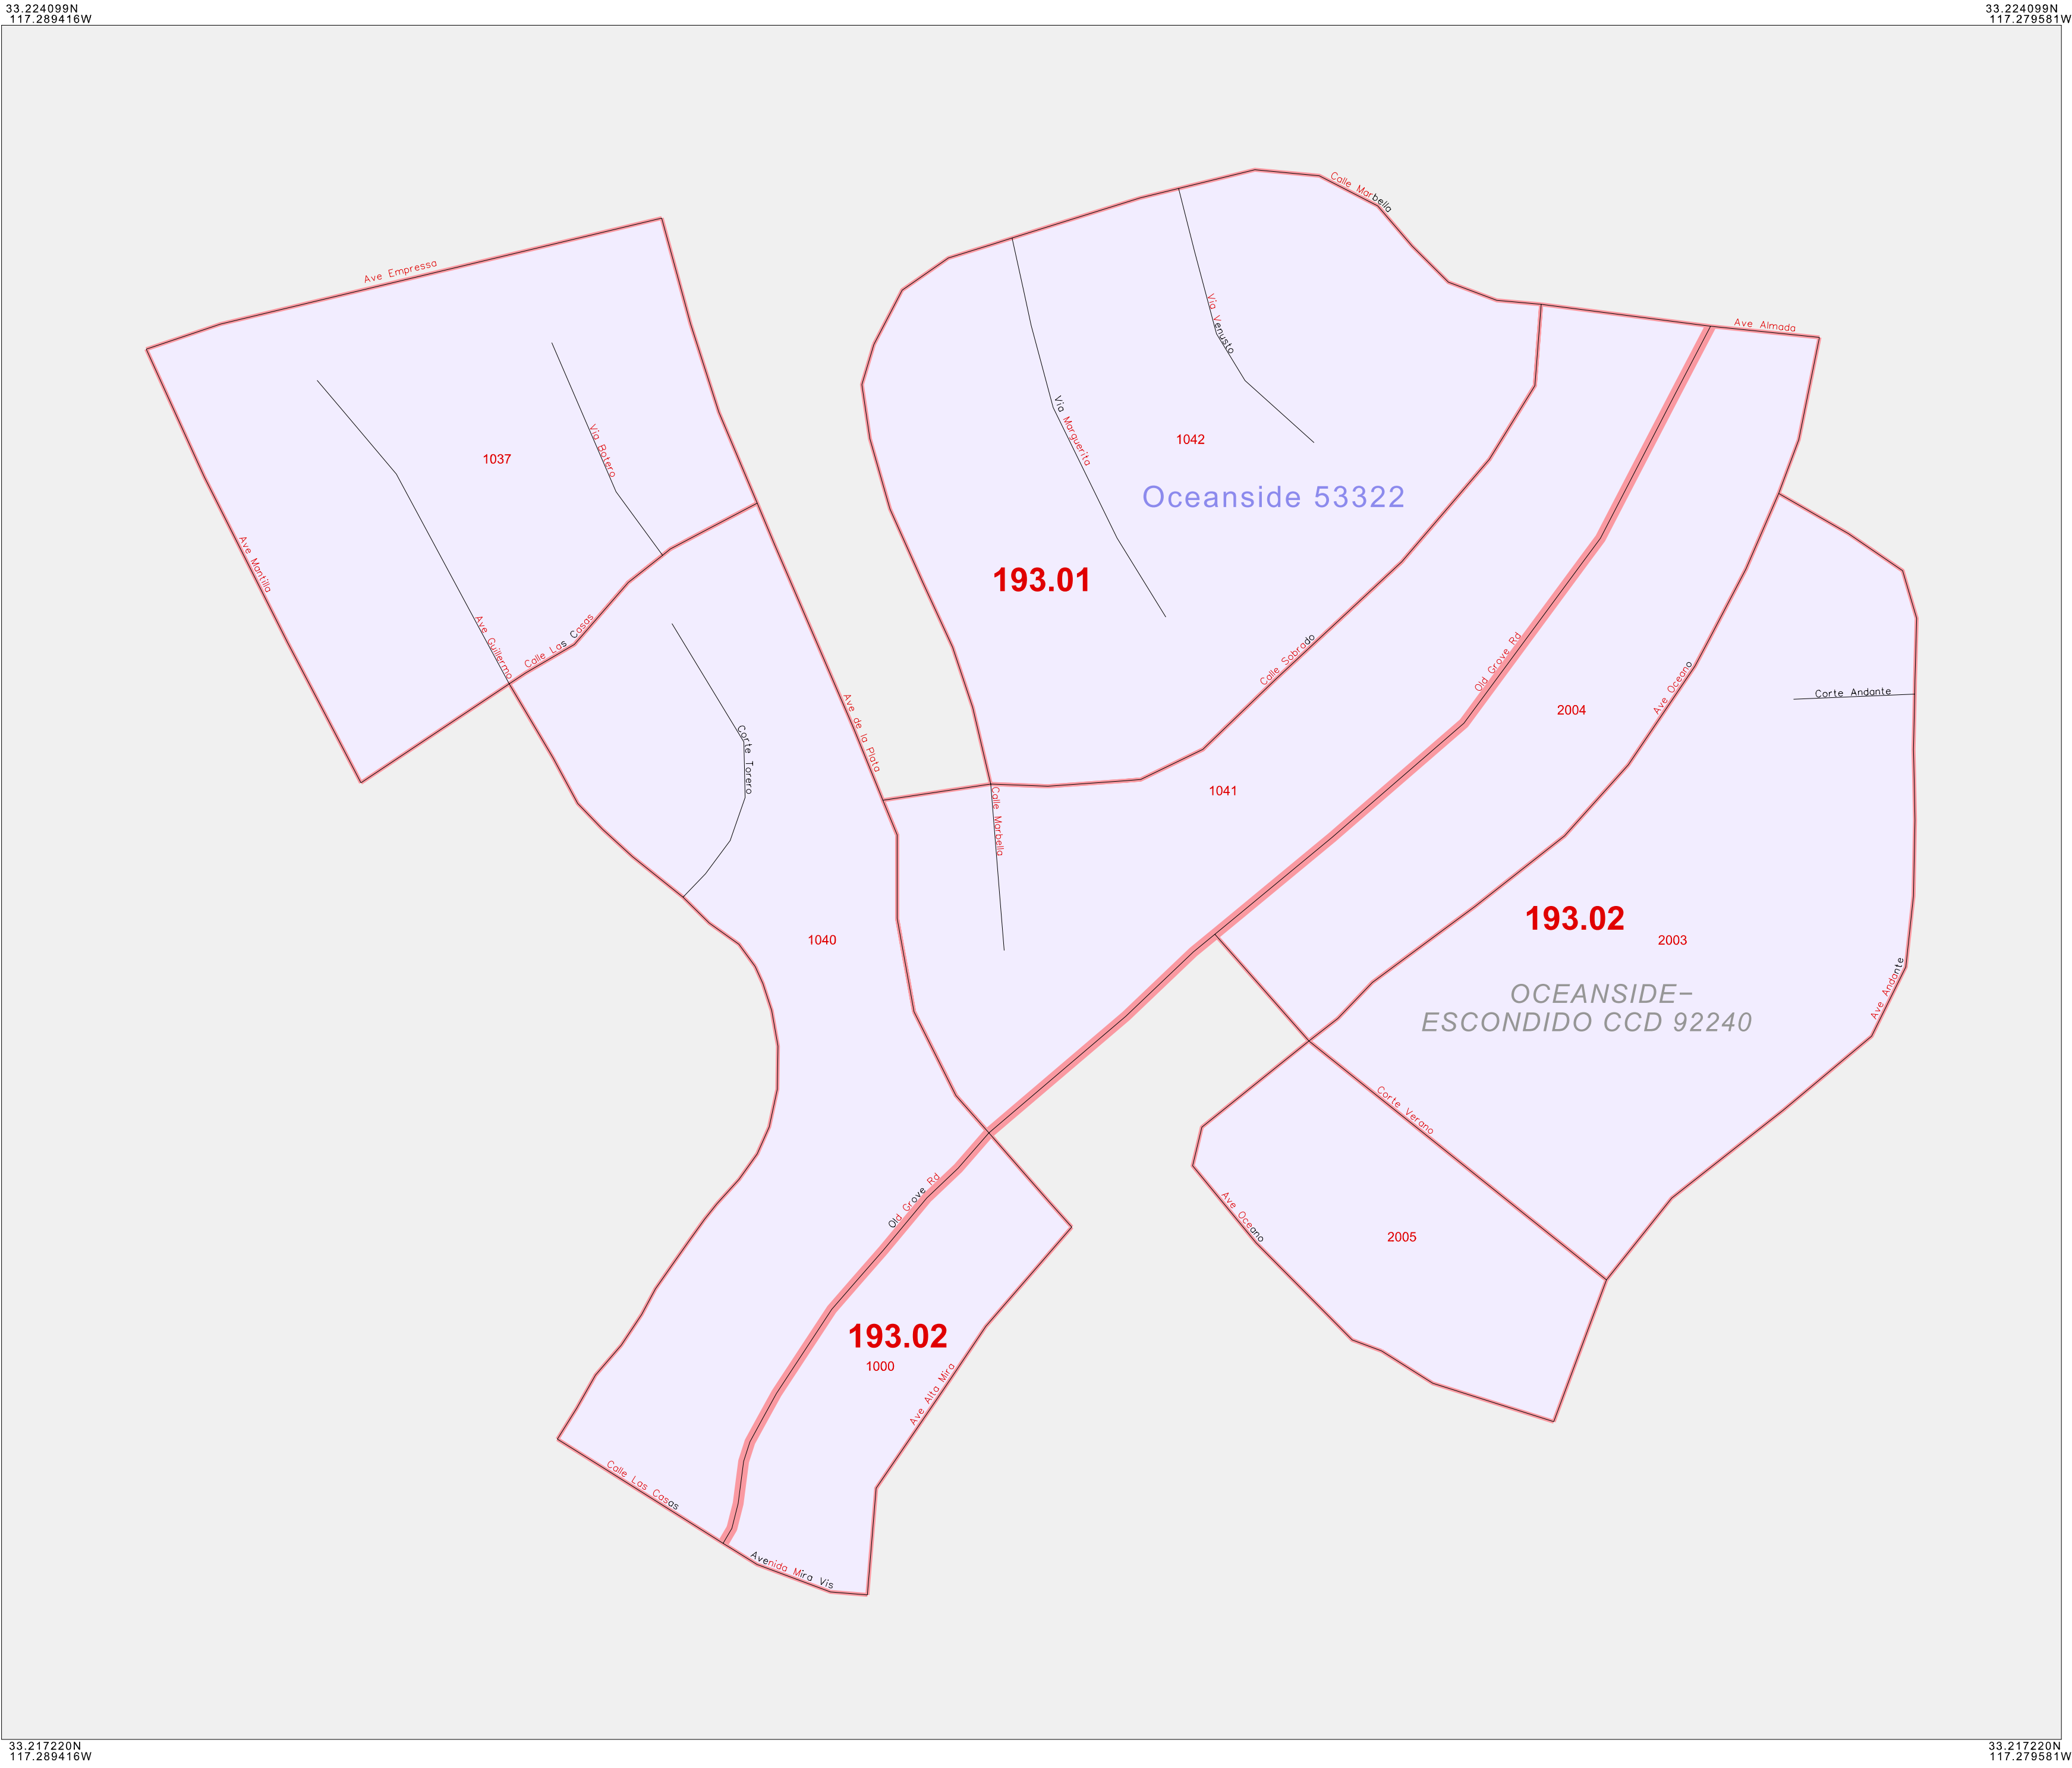 33.224099N
117.289416W
33.224099N
117.279581W
Calle Marbella
Ave Empressa
Ave Almada
Via Venusto
Via Marguerita
1042
Via Botero
1037
Oceanside 53322
Ave Mantilla
193.01
Ave Guillermo
Calle Las Casas
Calle Sobrodo
Old Grove Rd
Ave Oceano
Corte Andante
2004
Ave de la Plata
Corte Torero
1041
Calle Marbella
193.02
1040
2003
Ave Andante
OCEANSIDE–
ESCONDIDO CCD 92240
Corte Verano
Old Grove Rd
Ave Oceano
2005
193.02
1000
Ave Alta Mira
Calle Las Cosas
Avenida Mira Vis
33.217220N
117.289416W
33.217220N
117.279581W